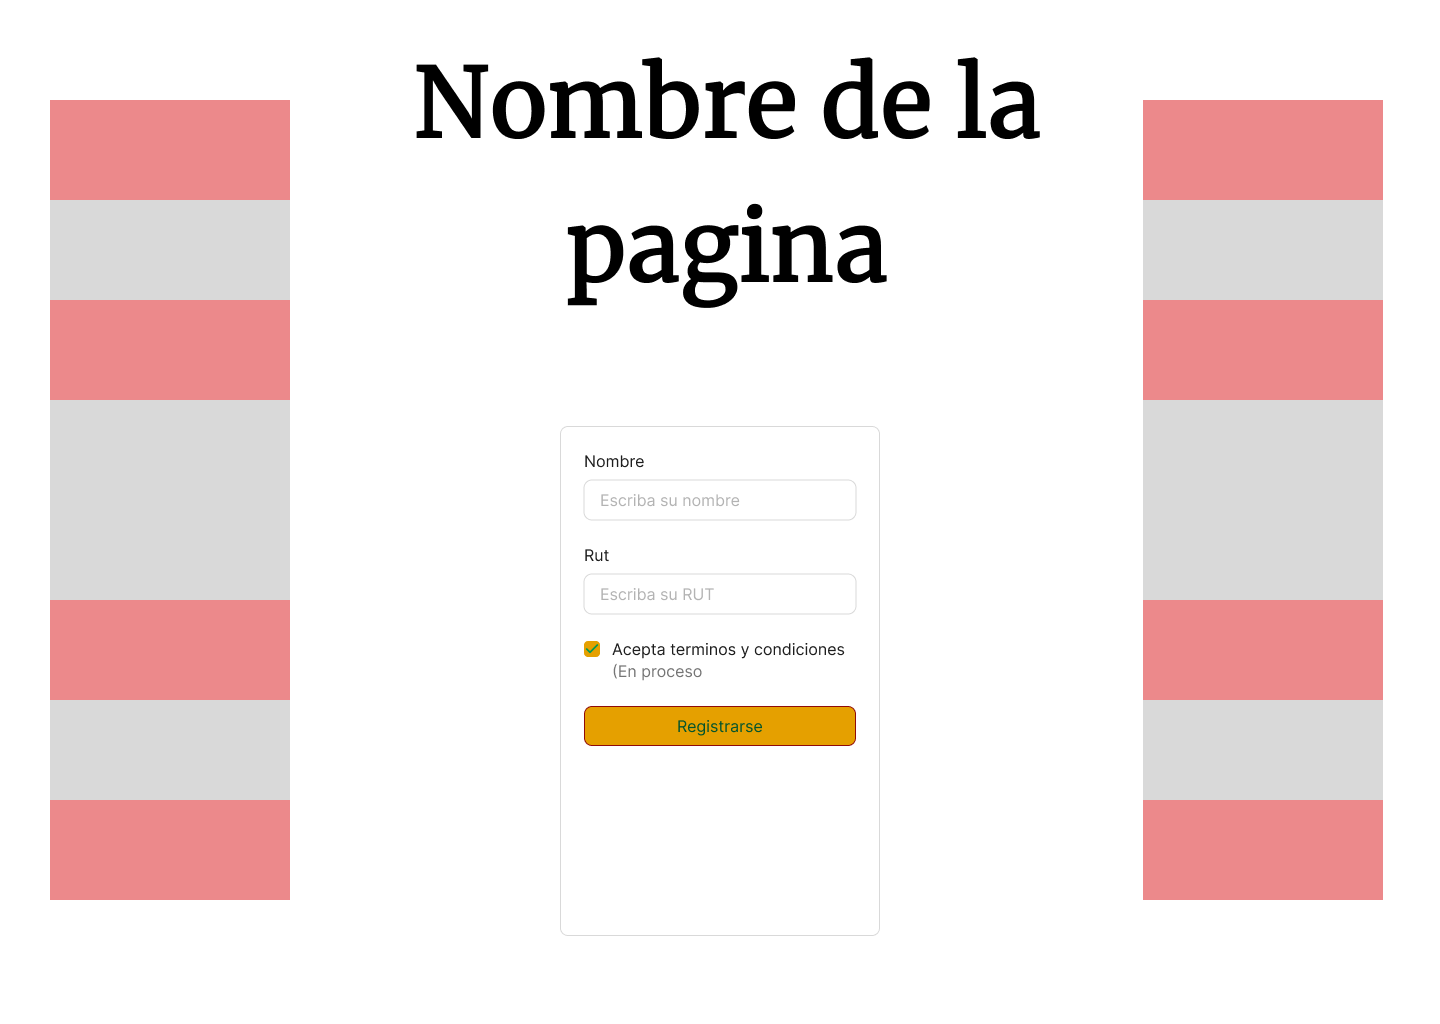 Nombre de la
pagina
Nombre
Escriba su nombre
Rut
Escriba su RUT
Acepta terminos y condiciones
(En proceso
Registrarse